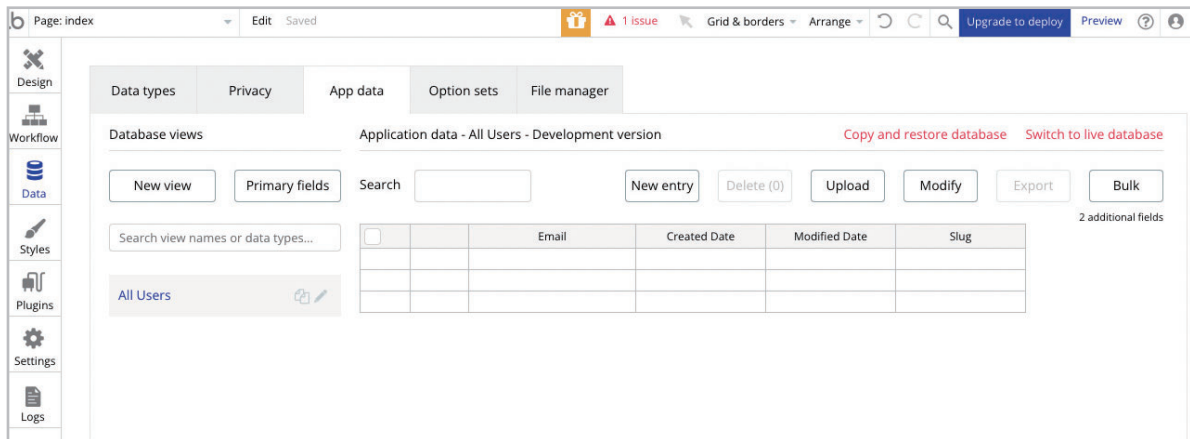 .b Page: index Edit Saved 1 issue Grid & borders Arrange Upgrade to deploy Preview ?
Design
Workflow
Data
Styles
Plugins
Settings
Logs
Data types Privacy App data Option sets File manager
Database views
New view Primary fields
Search view names or data types...
All Users
Application data - All Users - Development version Copy and restore database Switch to live database
Search New entry Delete (0) Upload Modify Export Bulk
2 additional fields
Email Created Date Modified Date Slug